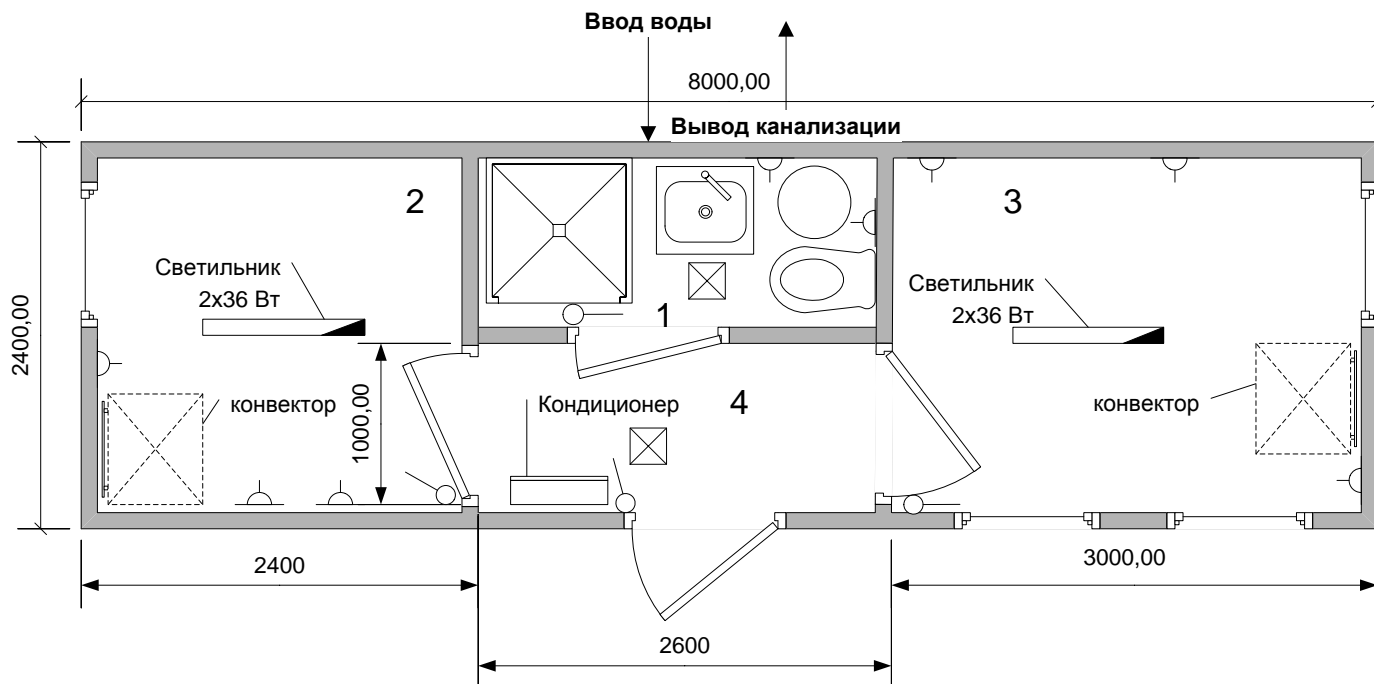 Ввод воды
8000,00
Вывод канализации
2
3
Светильник
2х36 Вт
1
Светильник
2х36 Вт
2400,00
конвектор
1000,00
Кондиционер
4
конвектор
2400
3000,00
2600